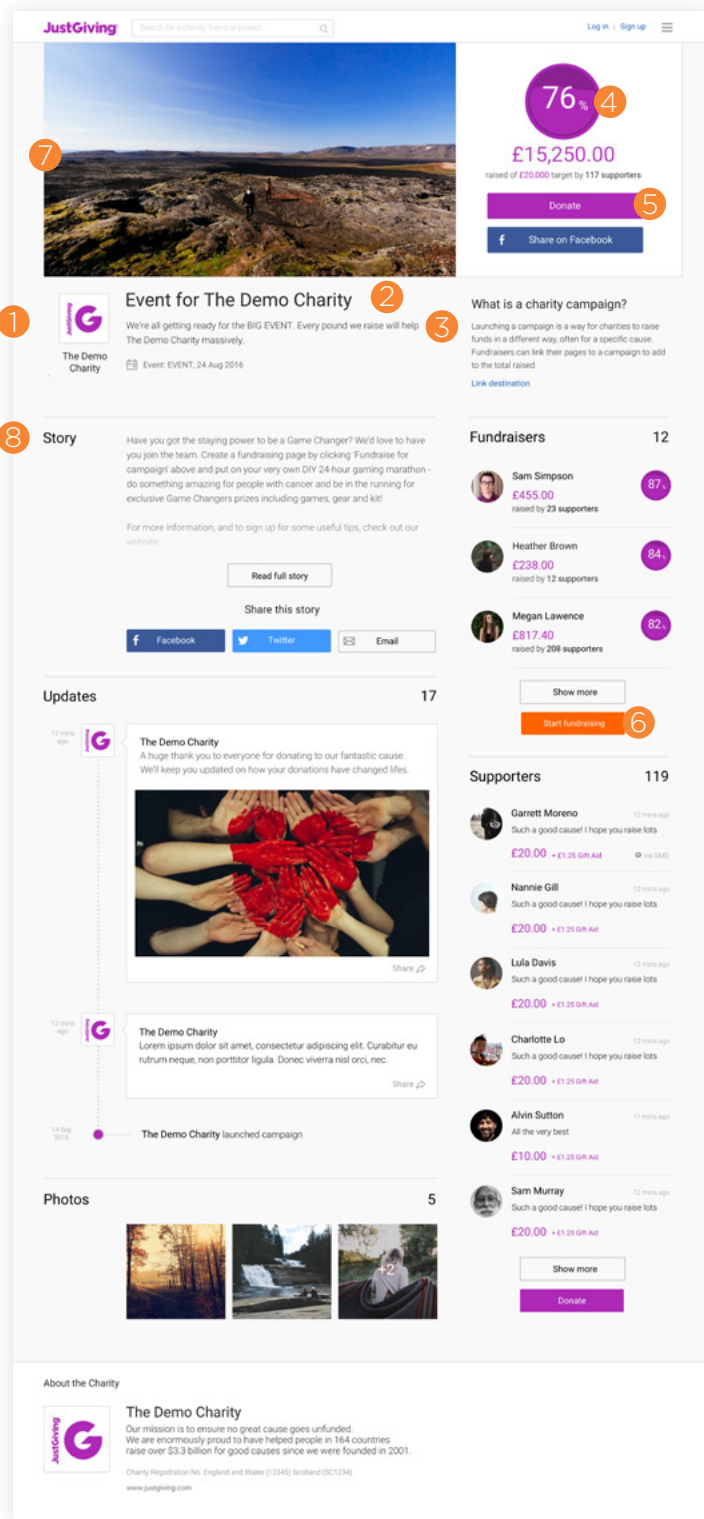 JustGiving
Search for a charity, friend or project
Log in | Sign up
7
76%
4
£15,250.00
raised of £20,000 target by 117 supporters
Donate
5
Share on Facebook
1
JustGiving
The Demo
Charity
Event for The Demo Charity
2
We're all getting ready for the BIG EVENT. Every pound we raise will help
The Demo Charity massively.
3
Event: EVENT, 24 Aug 2016
What is a charity campaign?
Launching a campaign is a way for charities to raise
funds in a different way, often for a specific cause.
Fundraisers can link their pages to a campaign to add
to the total raised
Link destination
8
Story
Have you got the staying power to be a Game Changer? We'd love to have
you join the team. Create a fundraising page by clicking 'Fundraise for
campaign' above and put on your very own DIY 24-hour gaming marathon -
do something amazing for people with cancer and be in the running for
exclusive Game Changers prizes including games, gear and kit!
For more information, and to sign up for some useful tips, check out our
website
Read full story
Share this story
Facebook
Twitter
Email
Fundraisers 12
Sam Simpson
£455.00
raised by 23 supporters
87%
Heather Brown
£238.00
raised by 12 supporters
84%
Megan Lawence
£817.40
raised by 208 supporters
82%
Show more
Start fundraising
6
Updates 17
12 mins
ago
JustGiving
The Demo Charity
A huge thank you to everyone for donating to our fantastic cause.
We'll keep you updated on how your donations have changed lifes.
Share
12 mins
ago
JustGiving
The Demo Charity
Lorem ipsum dolor sit amet, consectetur adipiscing elit. Curabitur eu
rutrum neque, non porttitor ligula. Donec viverra nisl orci, nec.
Share
14 Sep
2016
The Demo Charity launched campaign
Supporters 119
Garrett Moreno 12 mins ago
Such a good cause! I hope you raise lots
£20.00 + £1.25 Gift Aid via SMS
Nannie Gill 12 mins ago
Such a good cause! I hope you raise lots
£20.00 + £1.25 Gift Aid
Lula Davis 12 mins ago
Such a good cause! I hope you raise lots
£20.00 + £1.25 Gift Aid
Charlotte Lo 12 mins ago
Such a good cause! I hope you raise lots
£20.00 + £1.25 Gift Aid
Alvin Sutton 11 mins ago
All the very best
£10.00 + £1.25 Gift Aid
Sam Murray 12 mins ago
Such a good cause! I hope you raise lots
£20.00 + £1.25 Gift Aid
Show more
Donate
Photos 5
+2
About the Charity
JustGiving
The Demo Charity
Our mission is to ensure no great cause goes unfunded.
We are enormously proud to have helped people in 164 countries
raise over $3.3 billion for good causes since we were founded in 2001.
Charity Registration No. England and Wales (12345) Scotland (SC1234)
www.justgiving.com